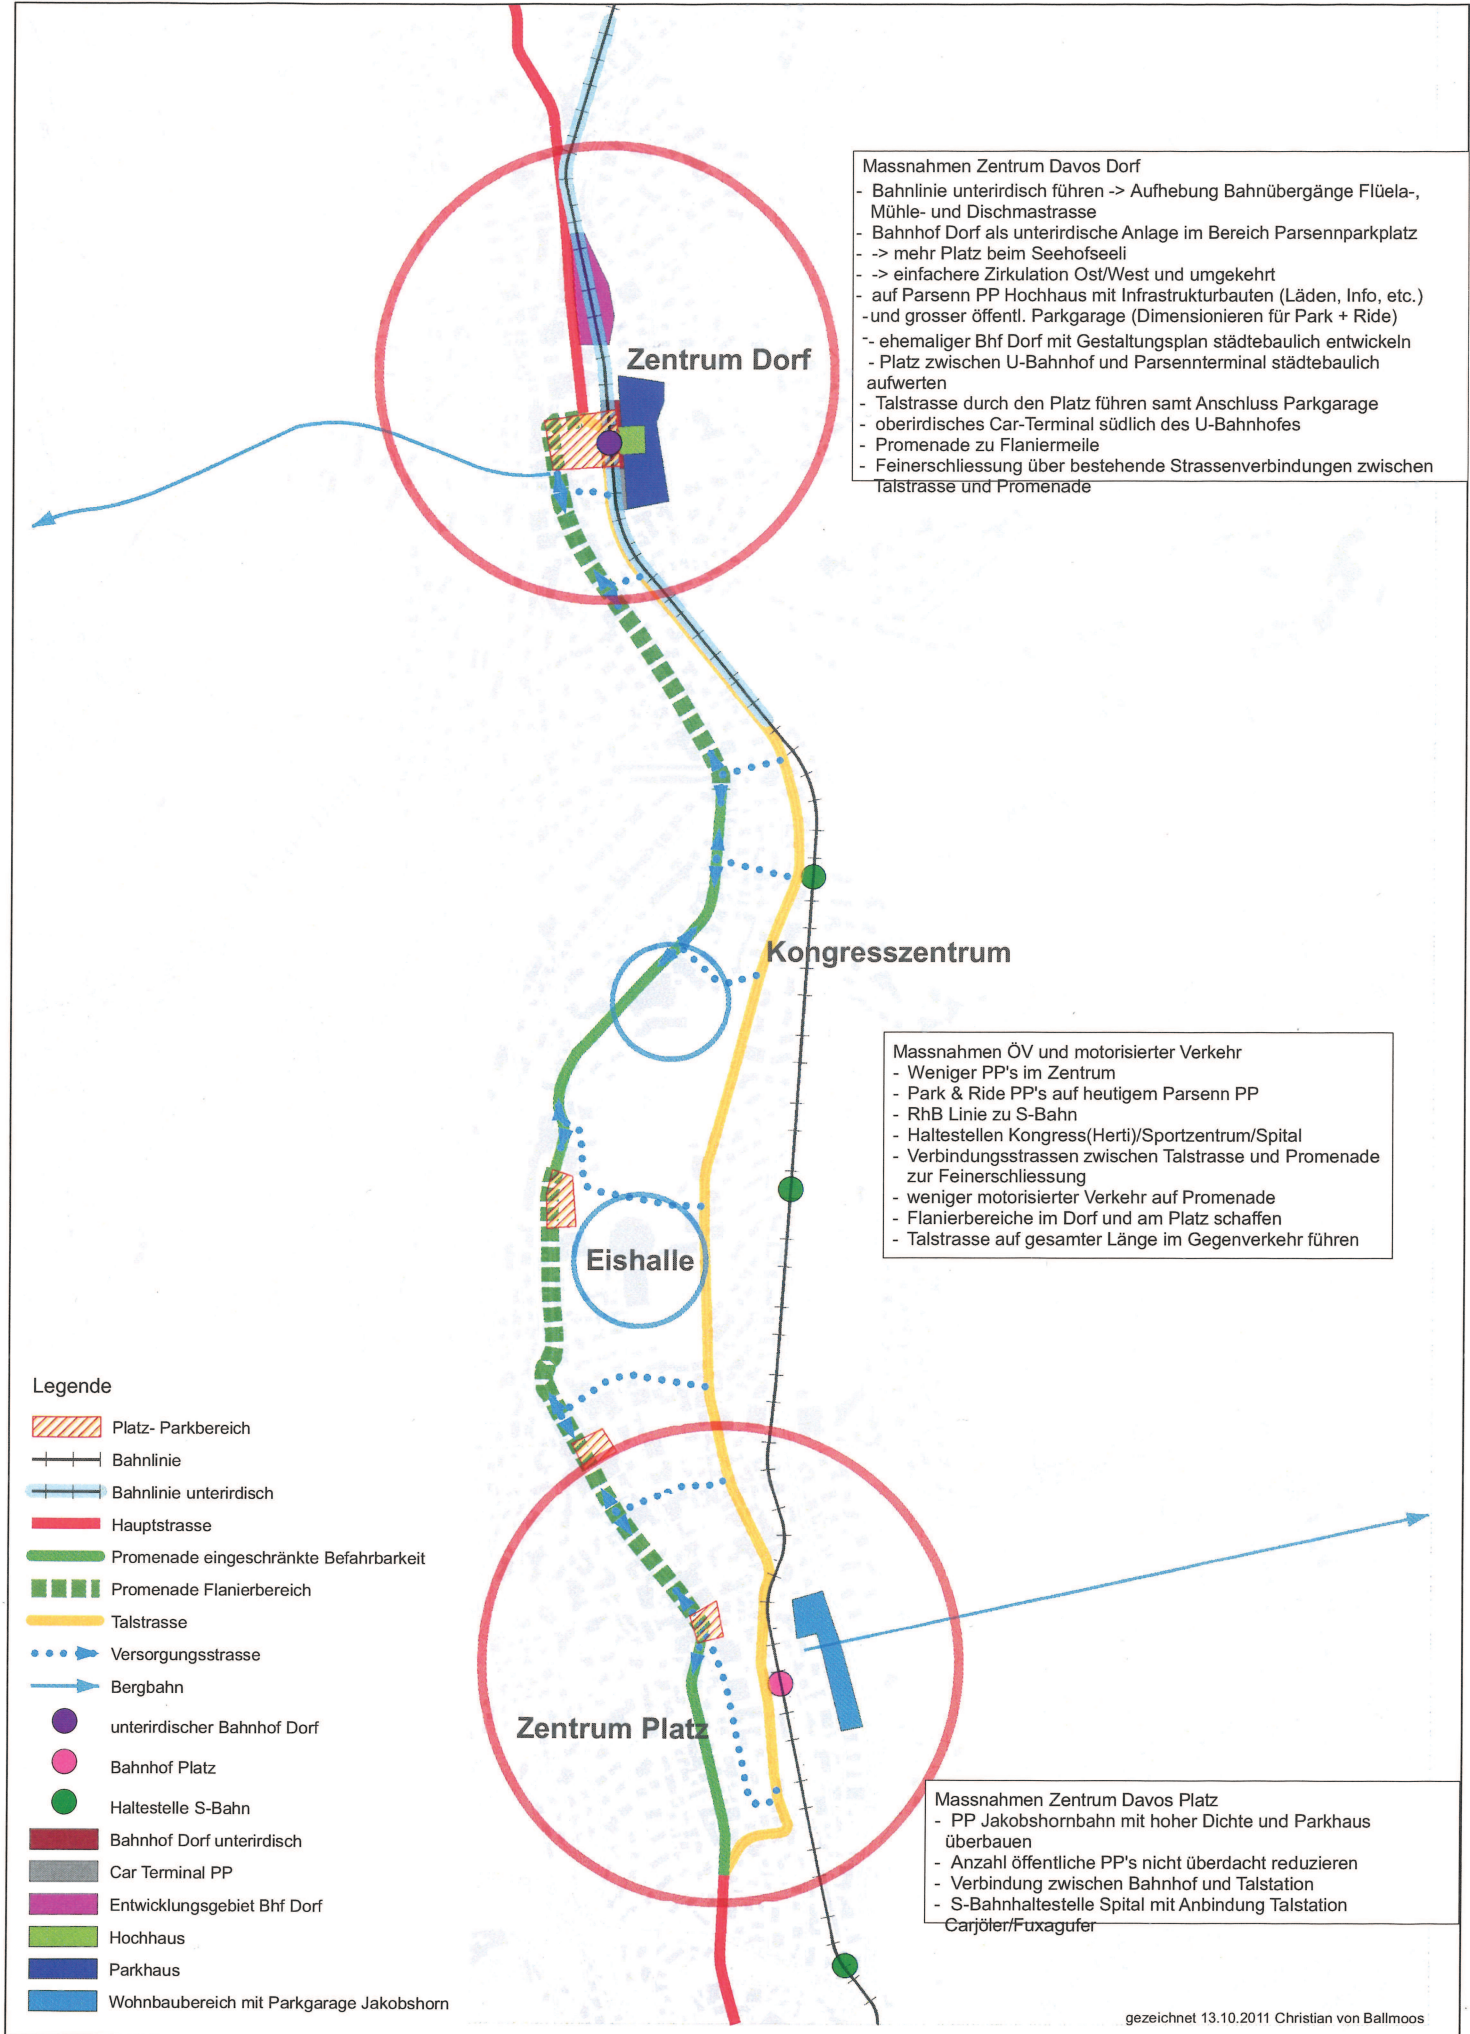 Massnahmen Zentrum Davos Dorf
- Bahnlinie unterirdisch führen -> Aufhebung Bahnübergänge Flüela-,
Mühle- und Dischmastrasse
- Bahnhof Dorf als unterirdische Anlage im Bereich Parsennparkplatz
- -> mehr Platz beim Seehofseeli
- -> einfachere Zirkulation Ost/West und umgekehrt
- auf Parsenn PP Hochhaus mit Infrastrukturbauten (Läden, Info, etc.)
-und grosser öffentl. Parkgarage (Dimensionieren für Park + Ride)
- ehemaliger Bhf Dorf mit Gestaltungsplan städtebaulich entwickeln
- Platz zwischen U-Bahnhof und Parsennterminal städtebaulich
aufwerten
- Talstrasse durch den Platz führen samt Anschluss Parkgarage
- oberirdisches Car-Terminal südlich des U-Bahnhofes
- Promenade zu Flaniermeile
- Feinerschliessung über bestehende Strassenverbindungen zwischen
Talstrasse und Promenade
Zentrum Dorf
Kongresszentrum
Massnahmen ÖV und motorisierter Verkehr
- Weniger PP's im Zentrum
- Park & Ride PP's auf heutigem Parsenn PP
- RhB Linie zu S-Bahn
- Haltestellen Kongress(Herti)/Sportzentrum/Spital
- Verbindungsstrassen zwischen Talstrasse und Promenade
zur Feinerschliessung
- weniger motorisierter Verkehr auf Promenade
- Flanierbereiche im Dorf und am Platz schaffen
- Talstrasse auf gesamter Länge im Gegenverkehr führen
Eishalle
Legende
Platz- Parkbereich
Bahnlinie
Bahnlinie unterirdisch
Hauptstrasse
Promenade eingeschränkte Befahrbarkeit
Promenade Flanierbereich
Talstrasse
Versorgungsstrasse
Bergbahn
unterirdischer Bahnhof Dorf
Bahnhof Platz
Haltestelle S-Bahn
Bahnhof Dorf unterirdisch
Car Terminal PP
Entwicklungsgebiet Bhf Dorf
Hochhaus
Parkhaus
Wohnbaubereich mit Parkgarage Jakobshorn
Zentrum Platz
Massnahmen Zentrum Davos Platz
- PP Jakobshornbahn mit hoher Dichte und Parkhaus
überbauen
- Anzahl öffentliche PP's nicht überdacht reduzieren
- Verbindung zwischen Bahnhof und Talstation
- S-Bahnhaltestelle Spital mit Anbindung Talstation
Carjöler/Fuxagufer
gezeichnet 13.10.2011 Christian von Ballmoos